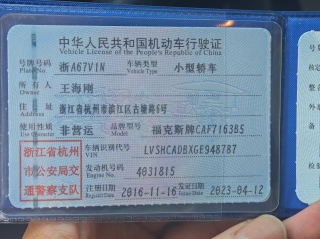 中华人民共和国机动车行驶证
Vehicle License of the People's Republic of China
号牌号码 浙A67V1N 车辆类型 小型轿车
Plate No. Vehicle Type
所有人 王海刚
Owner
住址 浙江省杭州市滨江区古塘路6号
Address
使用性质 非营运 品牌型号 福克斯牌CAF7163B5
Use Character Model
浙江省杭州市公安局交通警察支队
车辆识别代号 LVSHCADBXGE948787
VIN
发动机号码 4031815
Engine No.
注册日期 2016-11-16 发证日期 2023-04-12
Register Date Issue Date